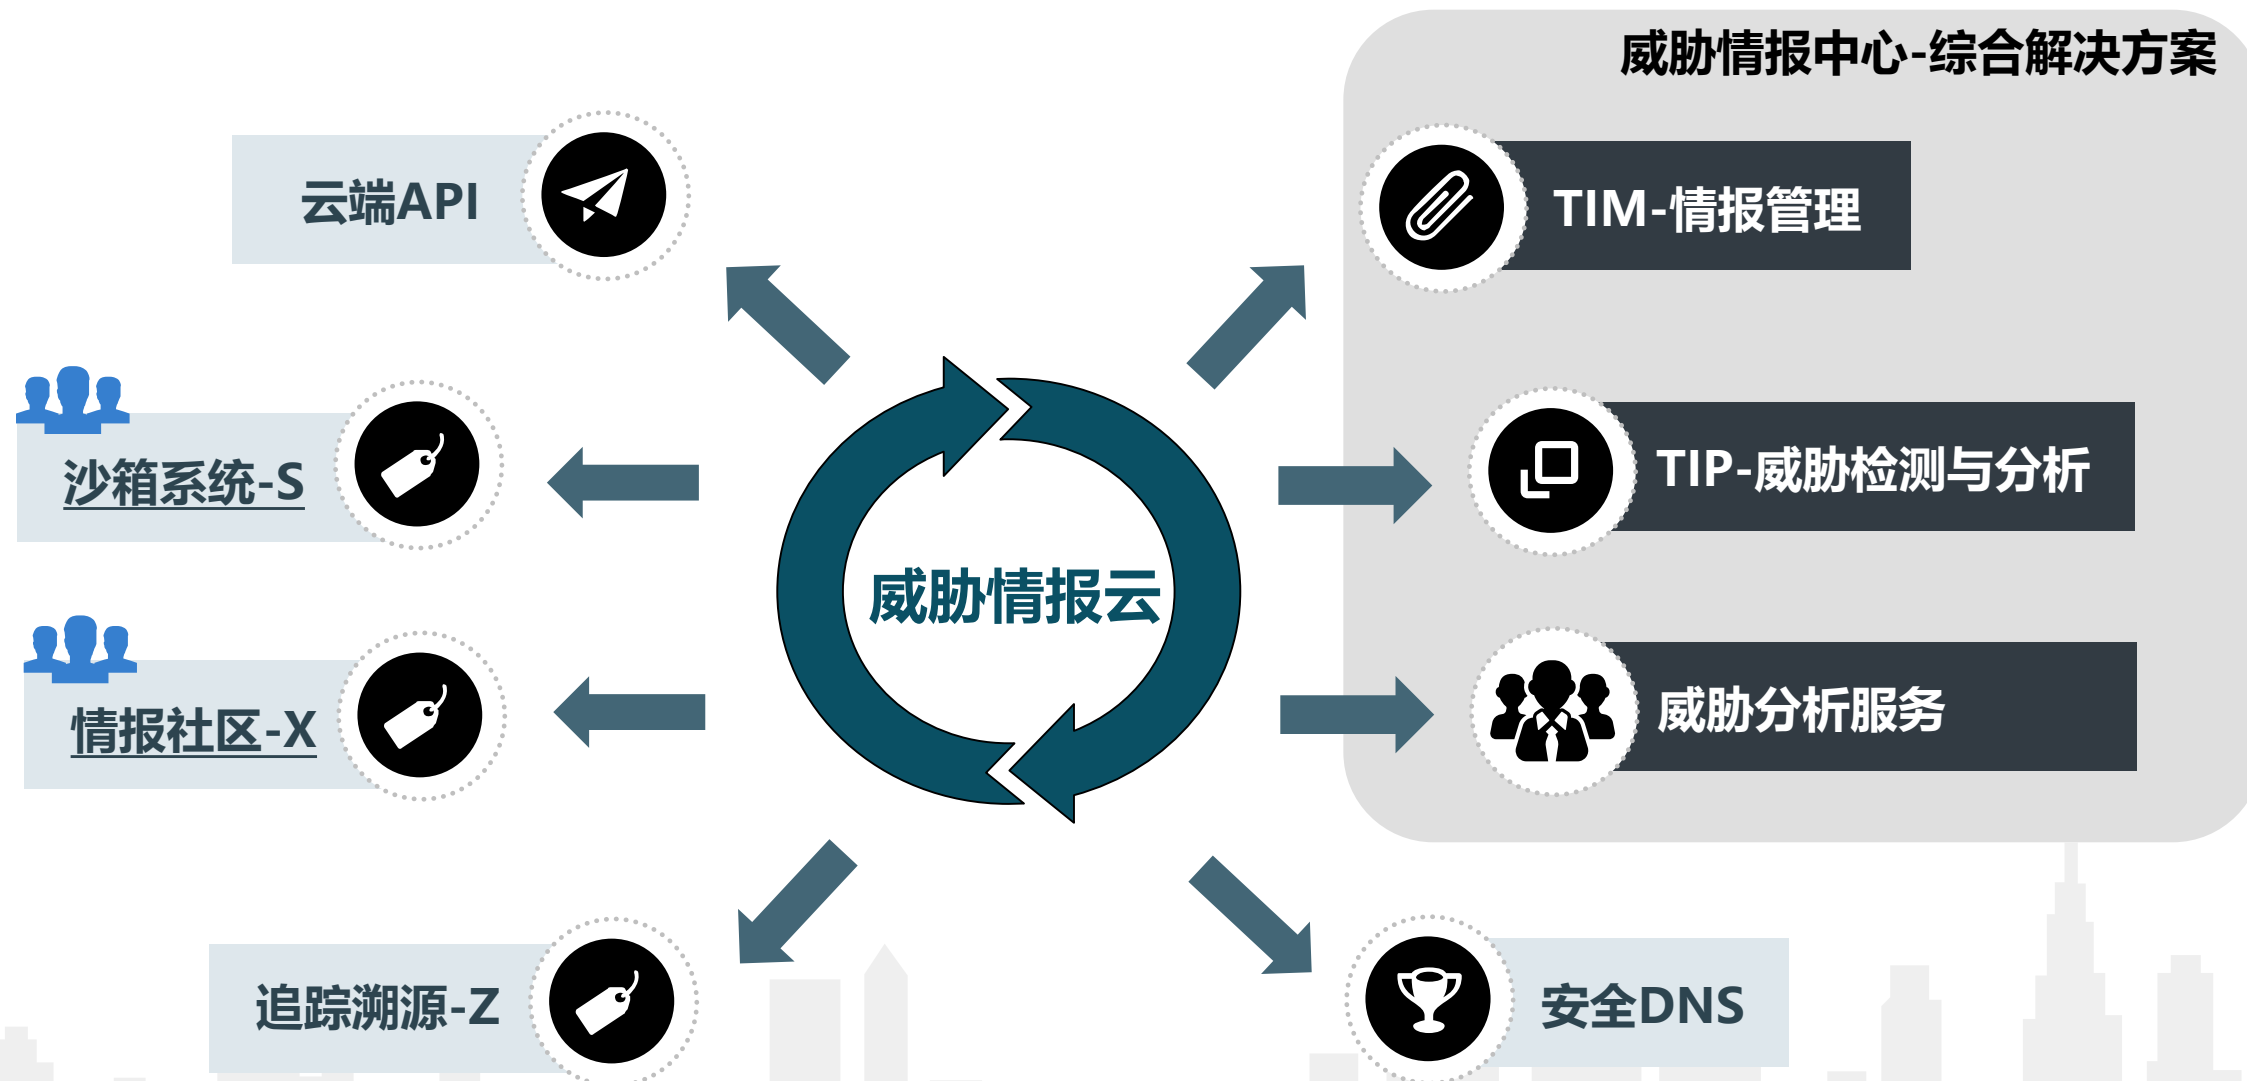 威胁情报中心-综合解决方案
云端API
TIM-情报管理
沙箱系统-S
TIP-威胁检测与分析
威胁情报云
情报社区-X
威胁分析服务
追踪溯源-Z
安全DNS